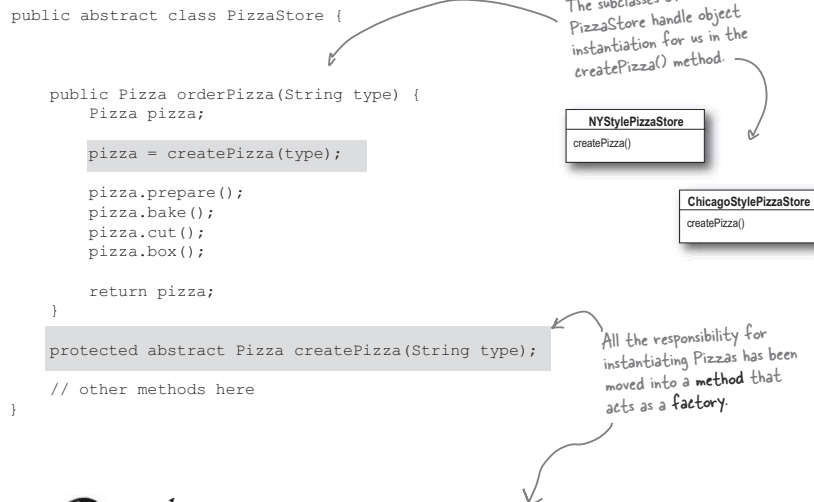 public abstract class PizzaStore {
public Pizza orderPizza(String type) {
Pizza pizza;
pizza = createPizza(type);
pizza.prepare();
pizza.bake();
pizza.cut();
pizza.box();
return pizza;
}
protected abstract Pizza createPizza(String type);
// other methods here
}
The subclasses
PizzaStore handle object
instantiation for us in the
createPizza() method.
NYStylePizzaStore
createPizza()
ChicagoStylePizzaStore
createPizza()
All the responsibility for
instantiating Pizzas has been
moved into a method that
acts as a factory.